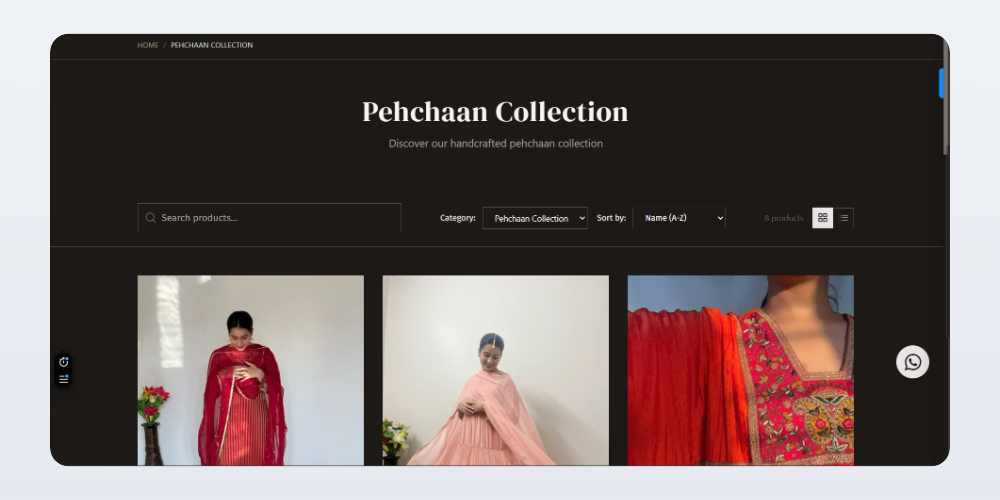 HOME / PEHCHAAN COLLECTION
Pehchaan Collection
Discover our handcrafted pehchaan collection
Search products...
Category: Pehchaan Collection Sort by: Name (A-Z) 8 products